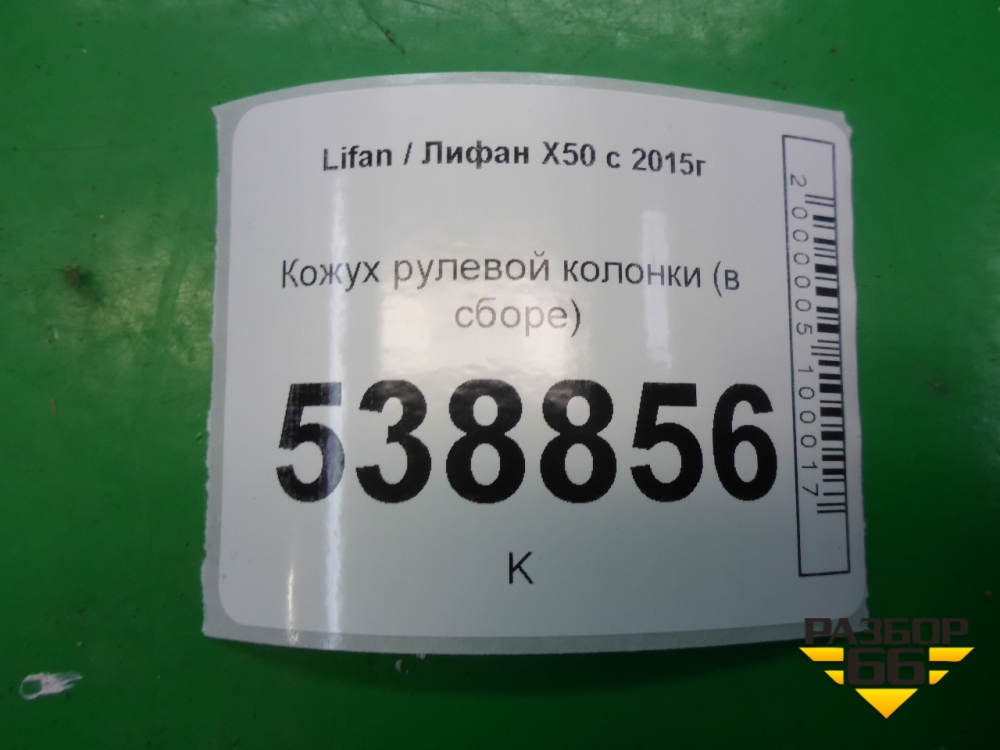 Lifan / Лифан X50 с 2015г
Кожух рулевой колонки (в
сборе)
538856
К
2000005100017
РАЗБОР
66